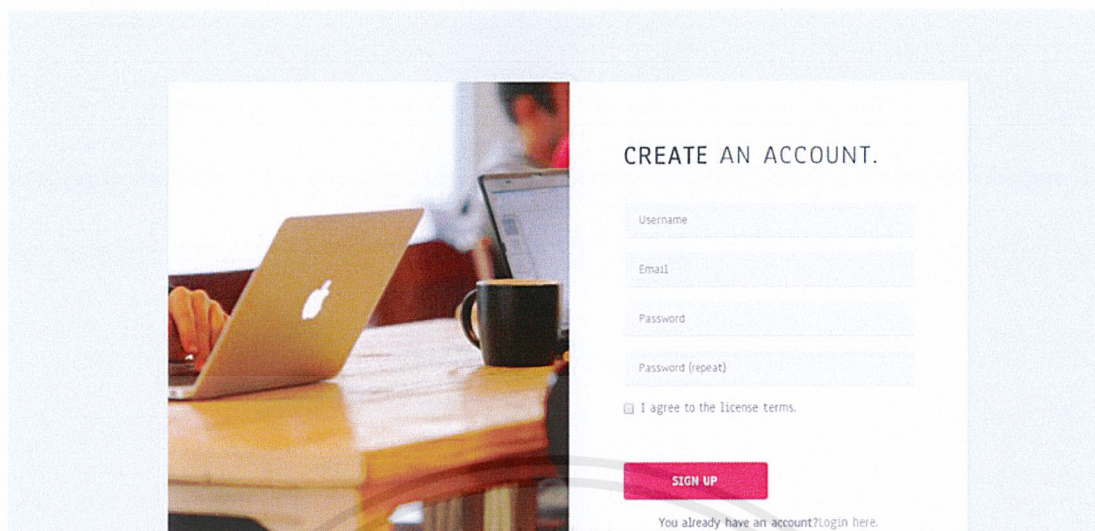 CREATE AN ACCOUNT.
Username
Email
Password
Password (repeat)
I agree to the license terms.
SIGN UP
You already have an account?Login here.